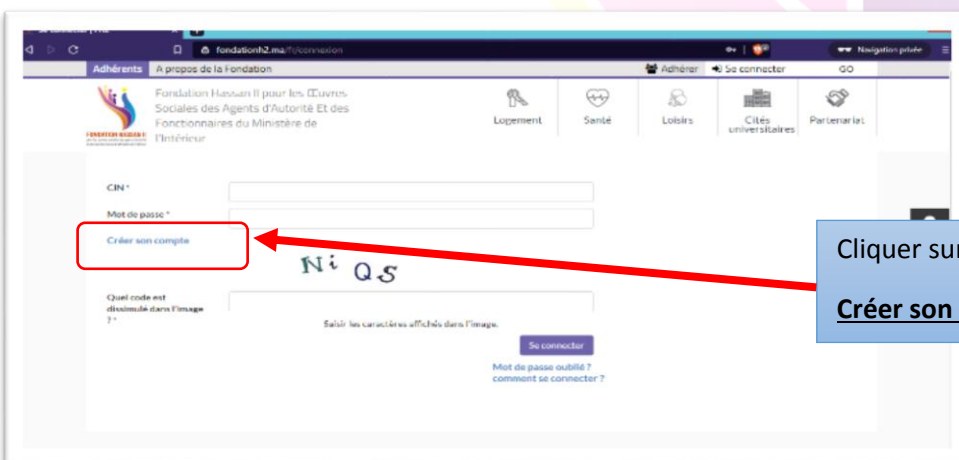 fondationh2.ma/fr/connexion
Navigation privée
Adhérents A propos de la Fondation Adhérer Se connecter GO
Fondation Hassan II pour les Œuvres
Sociales des Agents d'Autorité Et des
Fonctionnaires du Ministère de
l'Intérieur
FONDATION HASSAN II
Logement Santé Loisirs Cités universitaires Partenariat
CIN *
Mot de passe *
Créer son compte
Ni QS
Quel code est
dissimulé dans l'image
? *
Saisir les caractères affichés dans l'image.
Se connecter
Mot de passe oublié ?
comment se connecter ?
Cliquer sur
Créer son